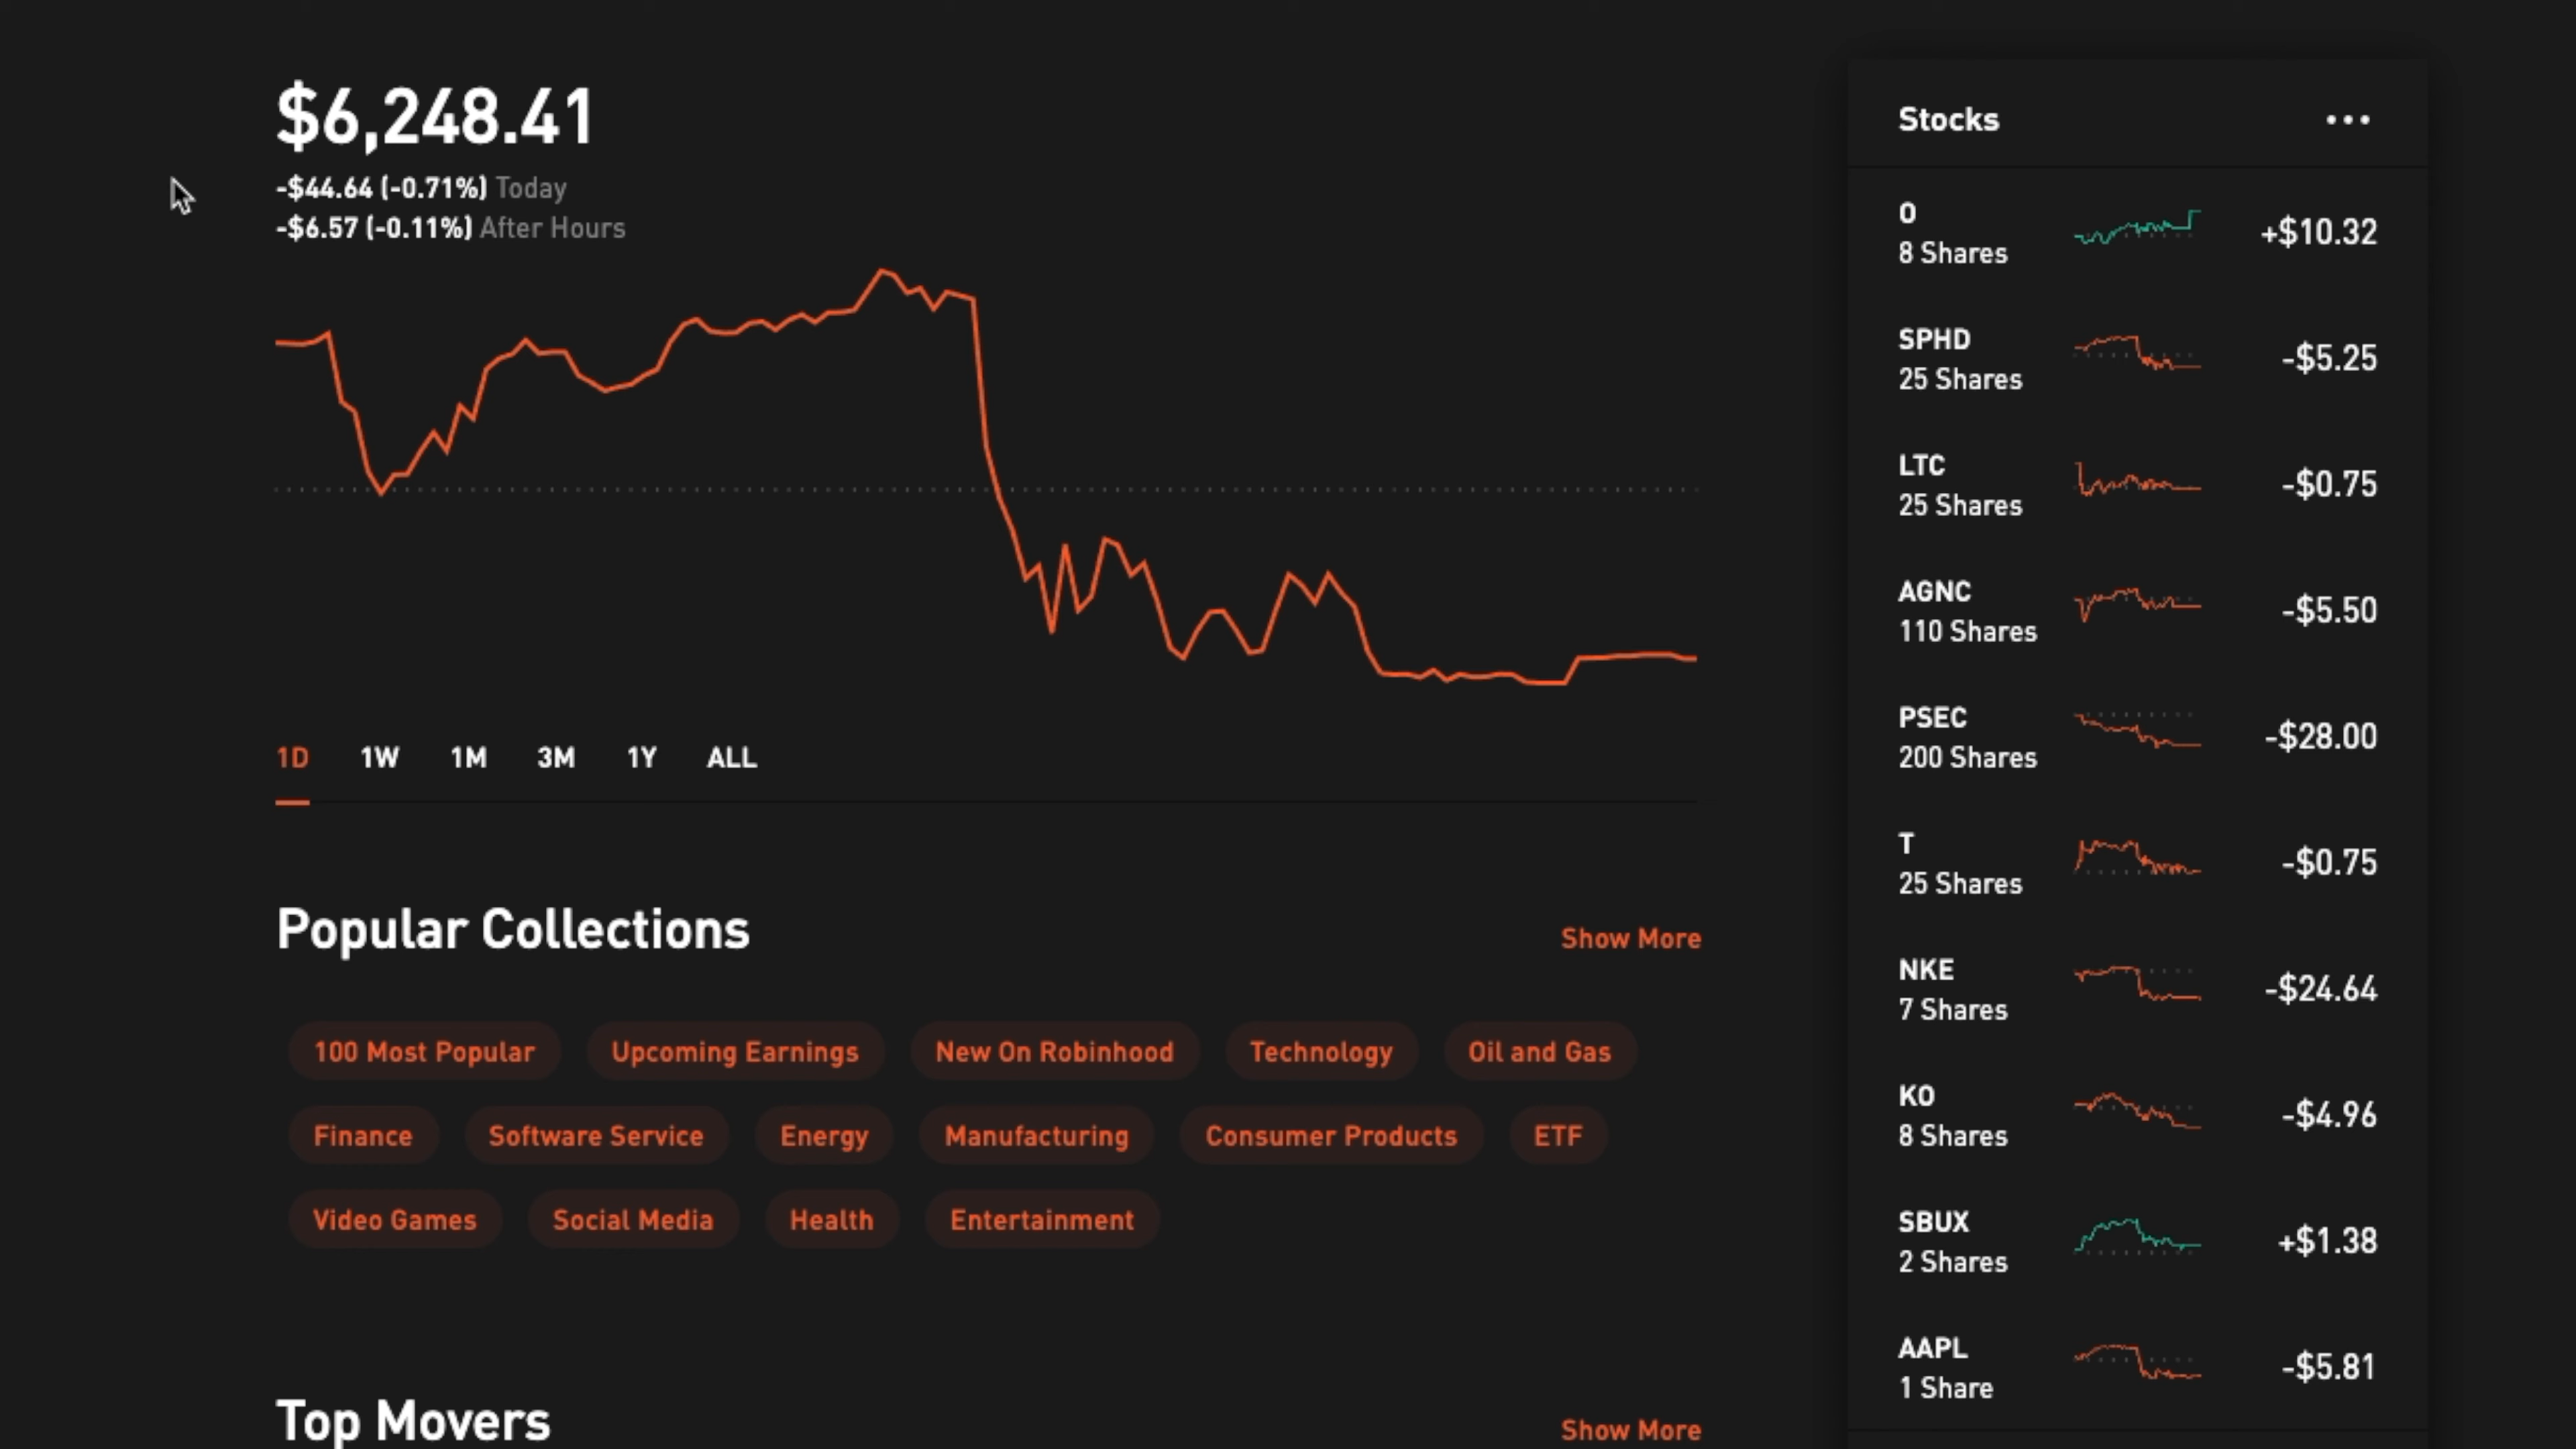 $6,248.41
-$44.64 (-0.71%) Today
-$6.57 (-0.11%) After Hours
1D 1W 1M 3M 1Y ALL
Popular Collections
Show More
100 Most Popular Upcoming Earnings New On Robinhood Technology Oil and Gas
Finance Software Service Energy Manufacturing Consumer Products ETF
Video Games Social Media Health Entertainment
Top Movers
Show More
Stocks
O
8 Shares
+$10.32
SPHD
25 Shares
-$5.25
LTC
25 Shares
-$0.75
AGNC
110 Shares
-$5.50
PSEC
200 Shares
-$28.00
T
25 Shares
-$0.75
NKE
7 Shares
-$24.64
KO
8 Shares
-$4.96
SBUX
2 Shares
+$1.38
AAPL
1 Share
-$5.81